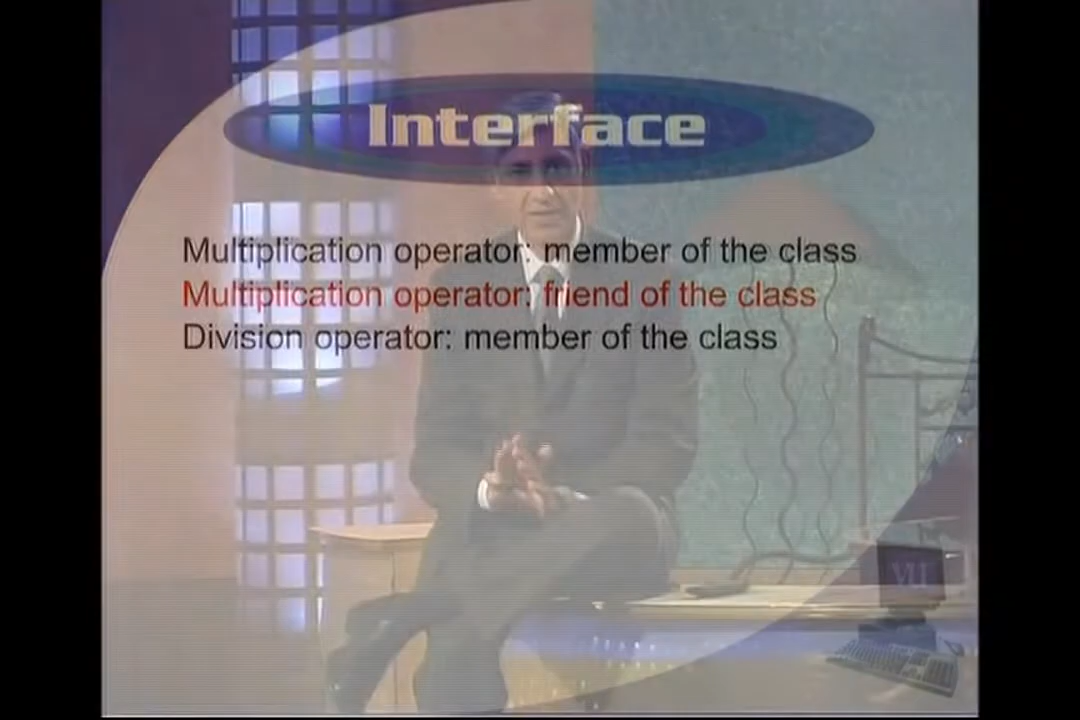 Interface
Multiplication operator: member of the class
Multiplication operator: friend of the class
Division operator: member of the class